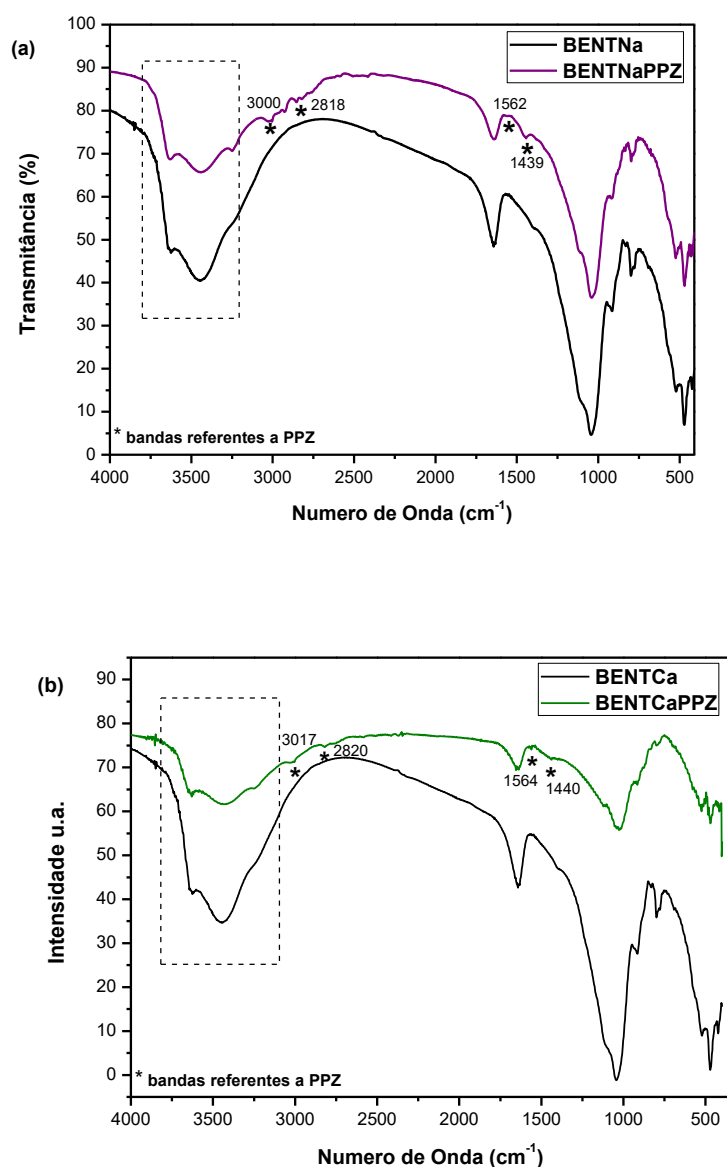 (a)
BENTNa
BENTNaPPZ
100
90
80
70
60
50
40
30
20
10
0
3000
2818
1562
1439
* bandas referentes a PPZ
4000 3500 3000 2500 2000 1500 1000 500
Transmitância (%)
Numero de Onda (cm⁻¹)
(b)
BENTCa
BENTCaPPZ
90
80
70
60
50
40
30
20
10
0
3017
2820
1564
1440
* bandas referentes a PPZ
4000 3500 3000 2500 2000 1500 1000 500
Intensidade u.a.
Numero de Onda (cm⁻¹)